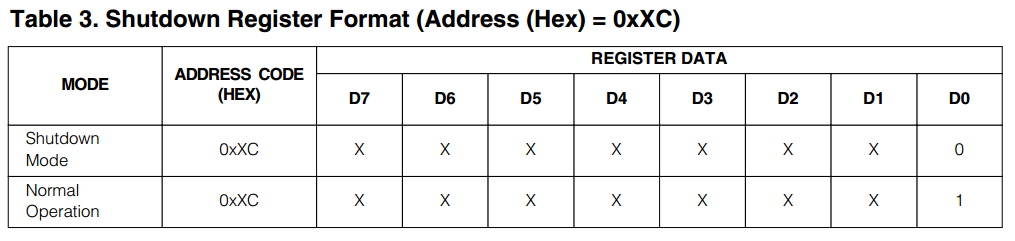 Table 3. Shutdown Register Format (Address (Hex) = 0xXC)
MODE ADDRESS CODE (HEX) REGISTER DATA
D7 D6 D5 D4 D3 D2 D1 D0
Shutdown Mode 0xXC X X X X X X X 0
Normal Operation 0xXC X X X X X X X 1